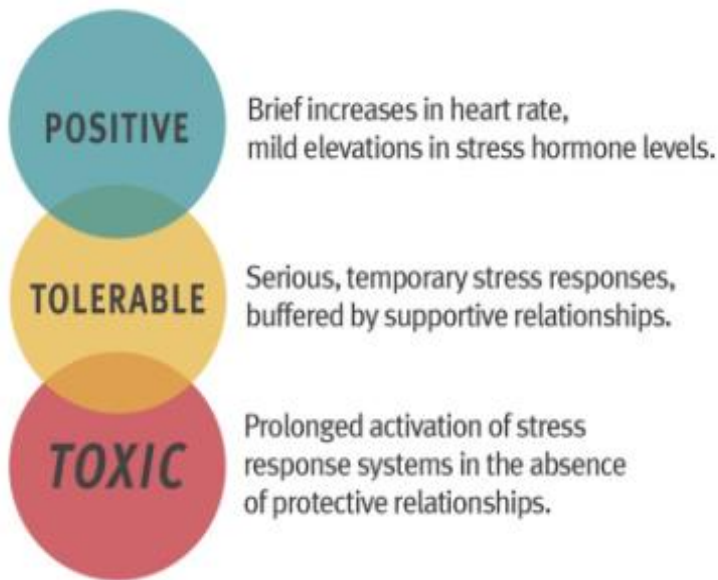 POSITIVE
Brief increases in heart rate,
mild elevations in stress hormone levels.
TOLERABLE
Serious, temporary stress responses,
buffered by supportive relationships.
TOXIC
Prolonged activation of stress
response systems in the absence
of protective relationships.